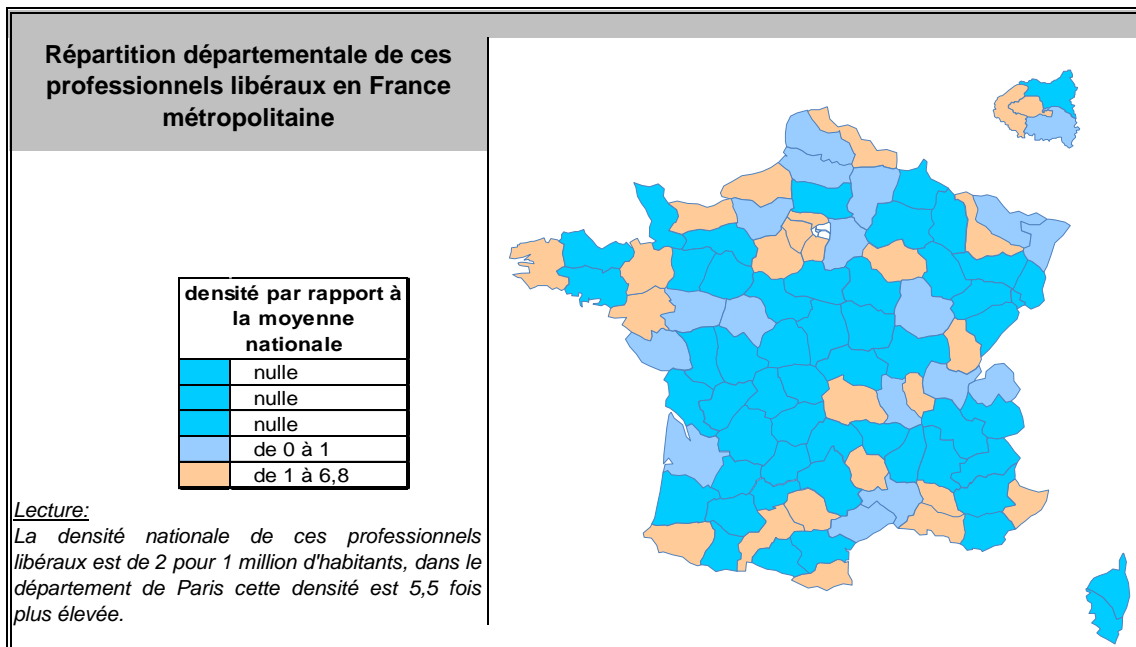 Répartition départementale de ces
professionnels libéraux en France
métropolitaine
densité par rapport à
la moyenne
nationale
nulle
nulle
nulle
de 0 à 1
de 1 à 6,8
Lecture:
La densité nationale de ces professionnels
libéraux est de 2 pour 1 million d'habitants, dans le
département de Paris cette densité est 5,5 fois
plus élevée.